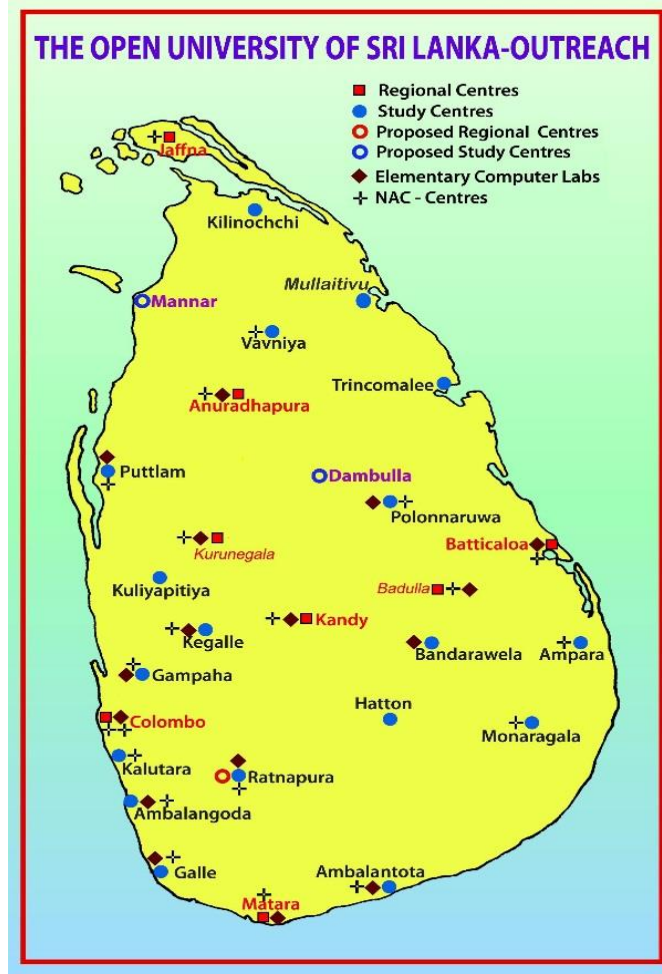 THE OPEN UNIVERSITY OF SRI LANKA-OUTREACH
Regional Centres
Study Centres
Proposed Regional Centres
Proposed Study Centres
Elementary Computer Labs
NAC - Centres
Jaffna
Kilinochchi
Mullaitivu
Mannar
Vavniya
Trincomalee
Anuradhapura
Puttlam
Dambulla
Polonnaruwa
Kurunegala
Batticaloa
Kuliyapitiya
Badulla
Kandy
Kegalle
Bandarawela
Ampara
Gampaha
Hatton
Colombo
Monaragala
Kalutara
Ratnapura
Ambalangoda
Galle
Ambalantota
Matara